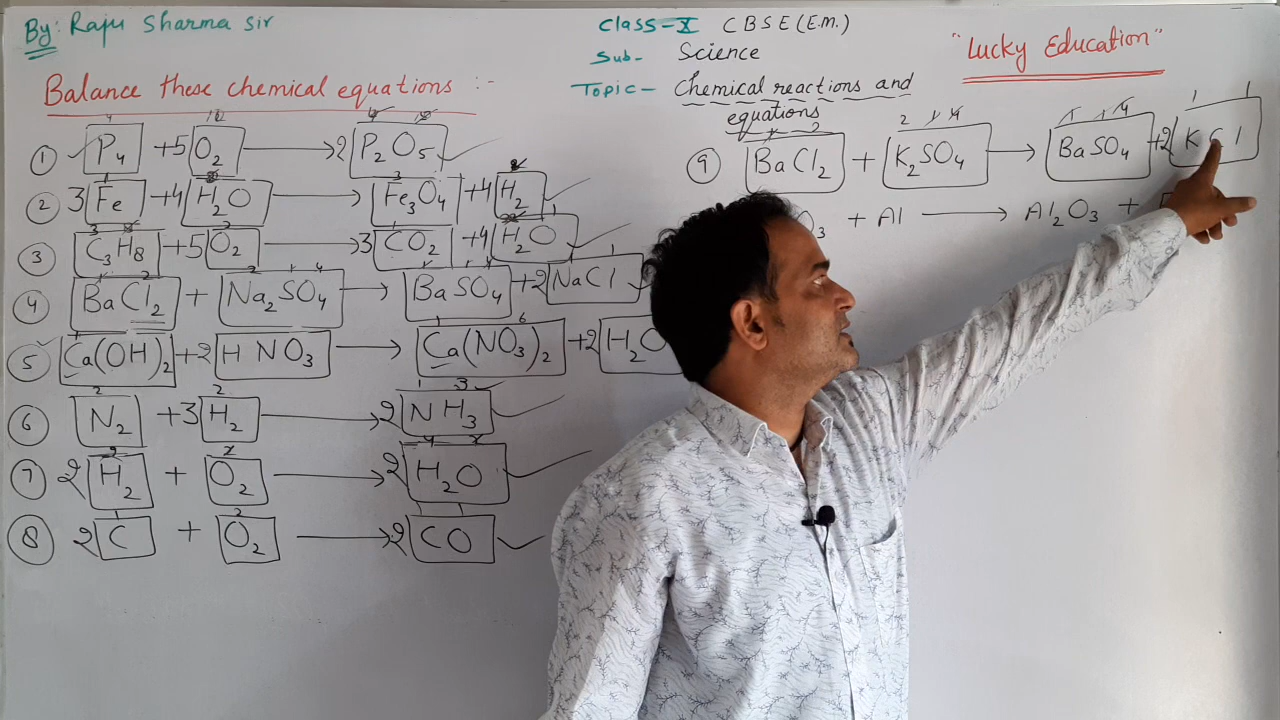 By: Raju Sharma Sir
Class-X CBSE (E.m.)
Sub- Science
Topic- Chemical reactions and equations
"Lucky Education"
Balance these chemical equations :-
① P₄ + 5 O₂ → 2 P₂O₅
② 3 Fe + 4 H₂O → Fe₃O₄ + 4 H₂
③ C₃H₈ + 5 O₂ → 3 CO₂ + 4 H₂O
④ BaCl₂ + Na₂SO₄ → BaSO₄ + 2 NaCl
⑤ Ca(OH)₂ + 2 HNO₃ → Ca(NO₃)₂ + 2 H₂O
⑥ N₂ + 3 H₂ → 2 NH₃
⑦ 2 H₂ + O₂ → 2 H₂O
⑧ 2 C + O₂ → 2 CO
⑨ BaCl₂ + K₂SO₄ → BaSO₄ + 2 KCl
O₃ + Al → Al₂O₃ +